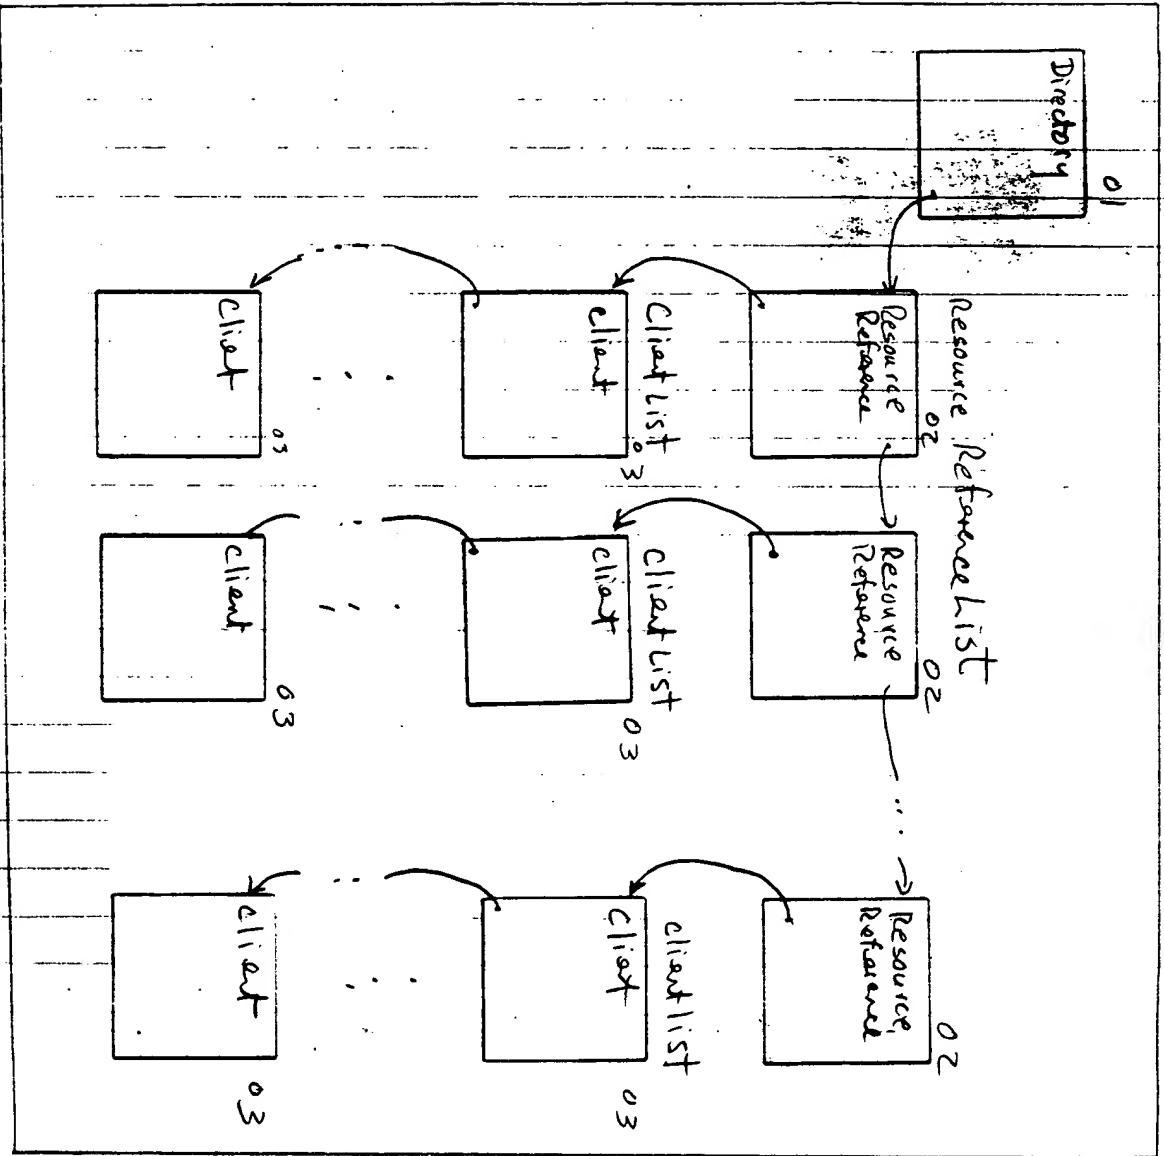 01
Directory
Resource Reference List
02
Resource
Reference
02
Resource
Reference
...
02
Resource
Reference
Client List
client
03
client List
client
03
client list
Client
03
Client
03
client
03
client
03